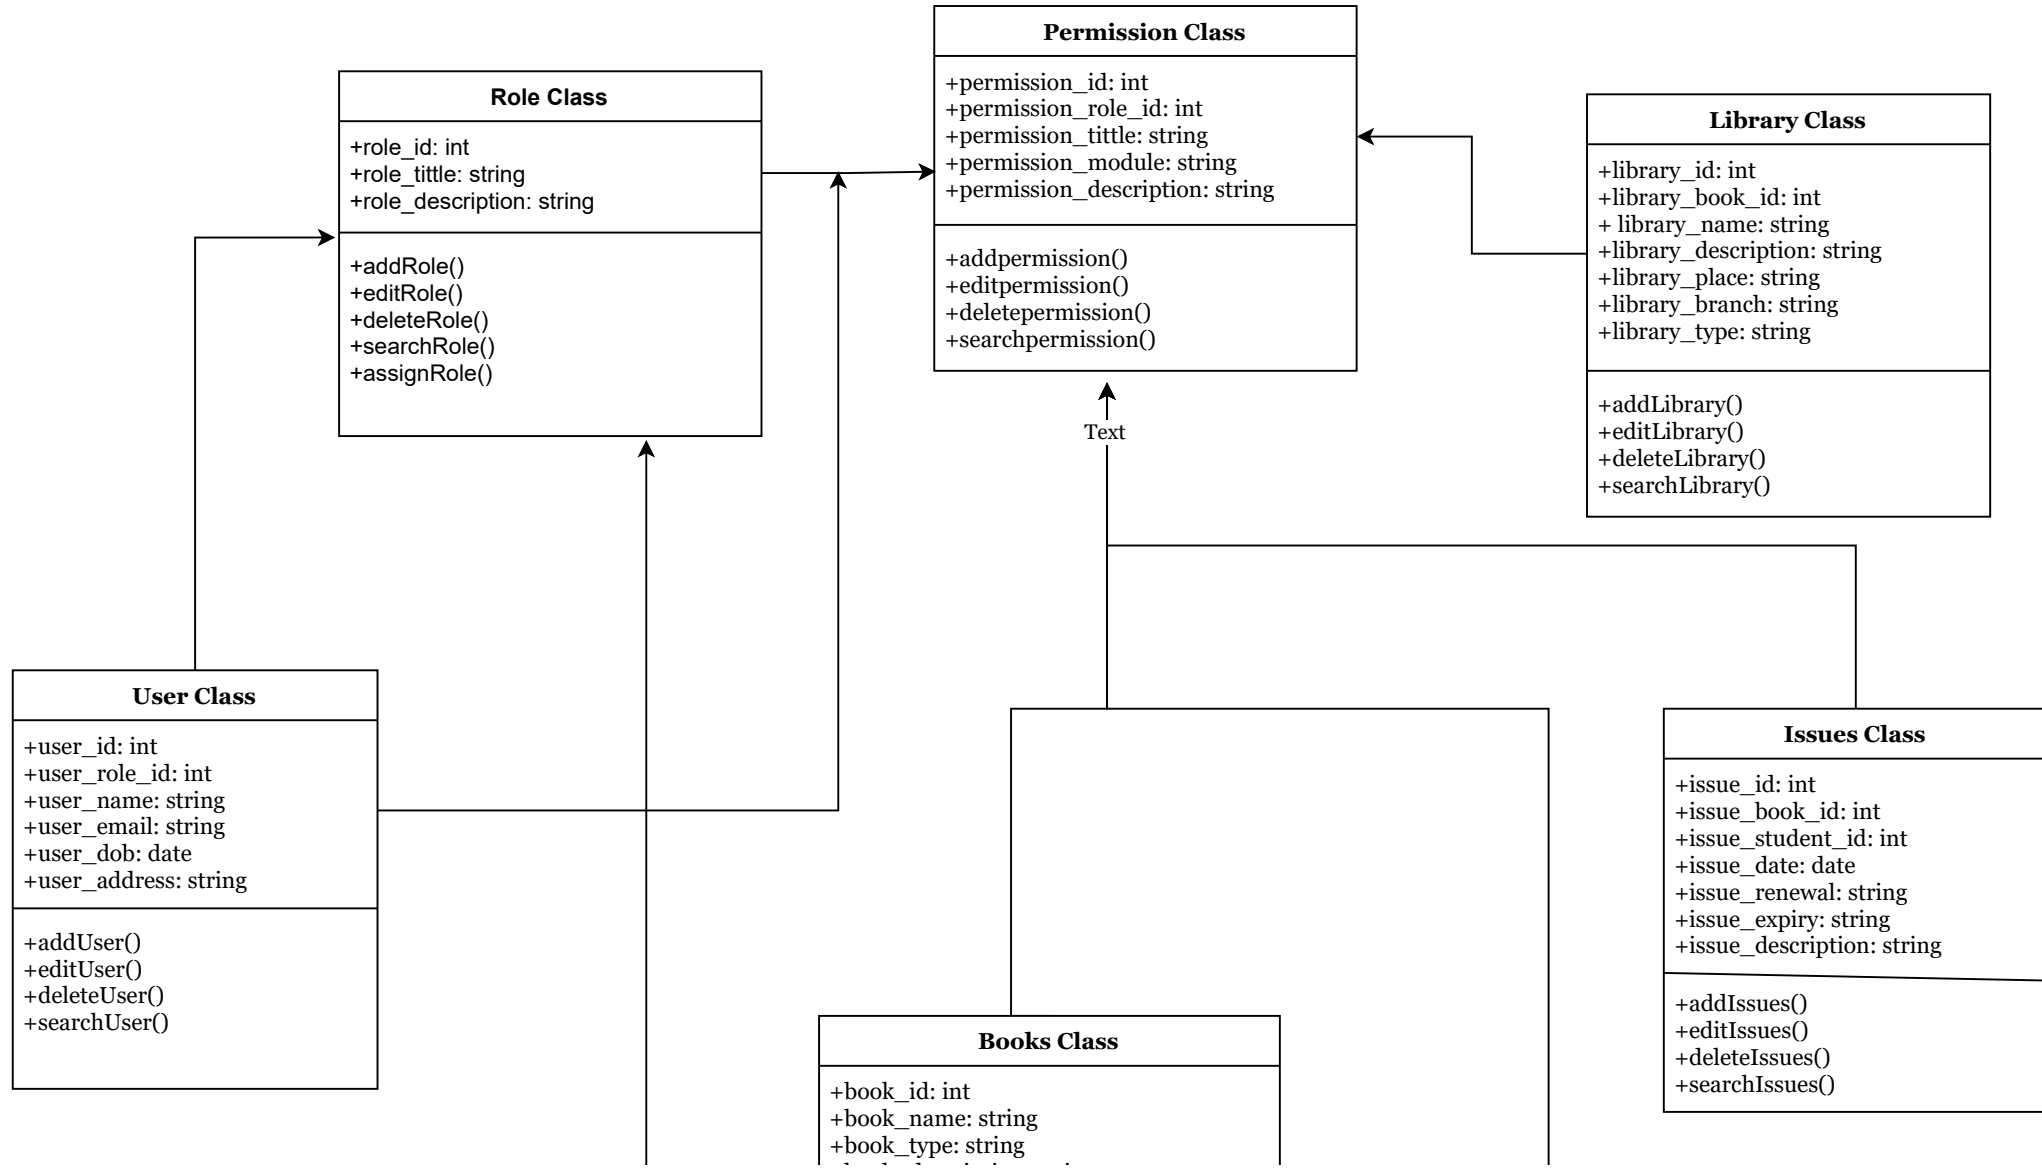 Permission Class
+permission_id: int
+permission_role_id: int
+permission_tittle: string
+permission_module: string
+permission_description: string
+addpermission()
+editpermission()
+deletepermission()
+searchpermission()
Role Class
+role_id: int
+role_tittle: string
+role_description: string
+addRole()
+editRole()
+deleteRole()
+searchRole()
+assignRole()
Library Class
+library_id: int
+library_book_id: int
+ library_name: string
+library_description: string
+library_place: string
+library_branch: string
+library_type: string
+addLibrary()
+editLibrary()
+deleteLibrary()
+searchLibrary()
Text
User Class
+user_id: int
+user_role_id: int
+user_name: string
+user_email: string
+user_dob: date
+user_address: string
+addUser()
+editUser()
+deleteUser()
+searchUser()
Issues Class
+issue_id: int
+issue_book_id: int
+issue_student_id: int
+issue_date: date
+issue_renewal: string
+issue_expiry: string
+issue_description: string
+addIssues()
+editIssues()
+deleteIssues()
+searchIssues()
Books Class
+book_id: int
+book_name: string
+book_type: string